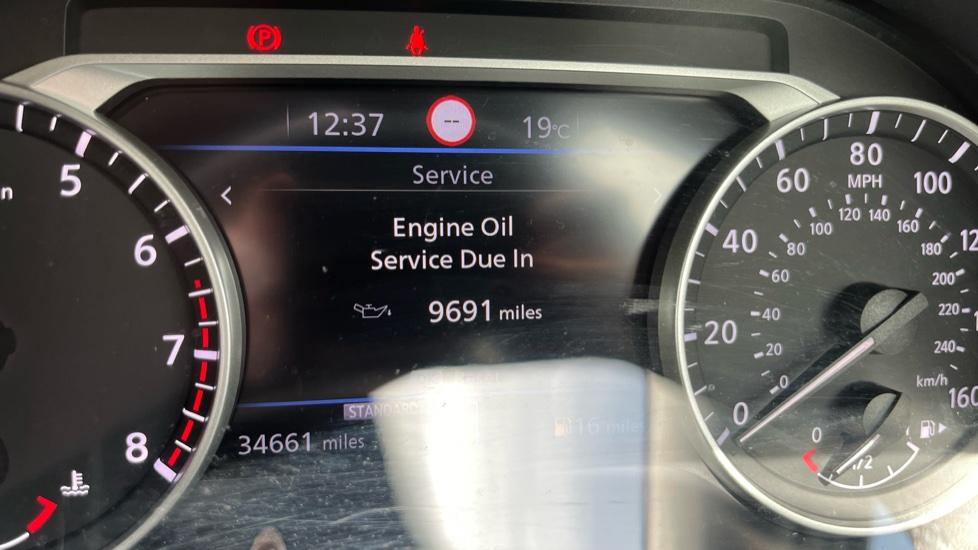 P
12:37
--
19°C
Service
<
Engine Oil
Service Due In
9691 miles
STANDARD
34661 miles
5
6
7
8
0
20
40
60
80
100
160
MPH
0
20
40
60
80
100
120
140
160
180
200
220
240
km/h
0
1/2